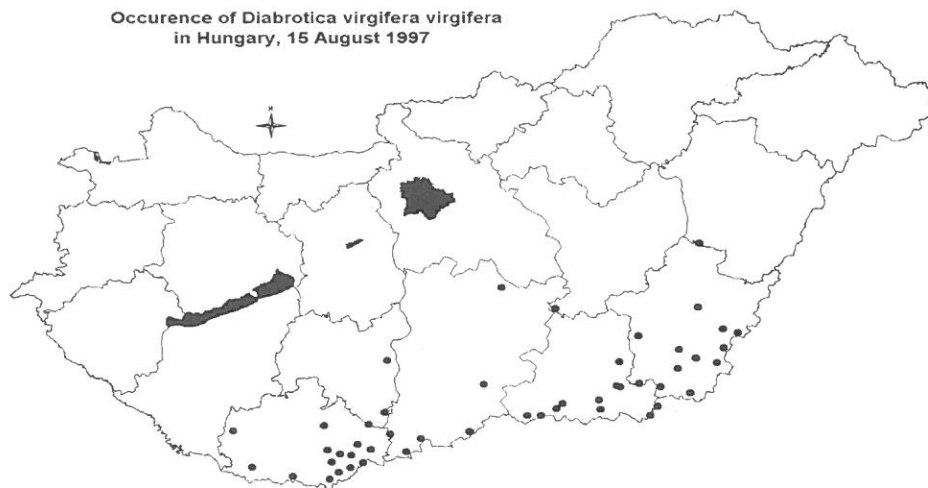 Occurence of Diabrotica virgifera virgifera
in Hungary, 15 August 1997
N